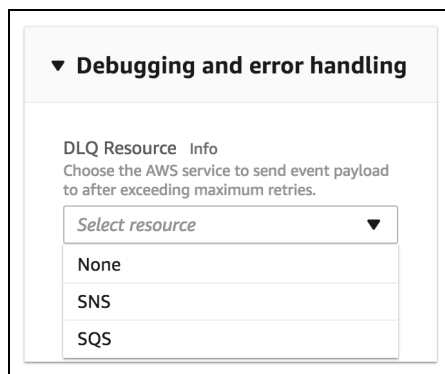 Debugging and error handling
DLQ Resource Info
Choose the AWS service to send event payload
to after exceeding maximum retries.
Select resource
None
SNS
SQS